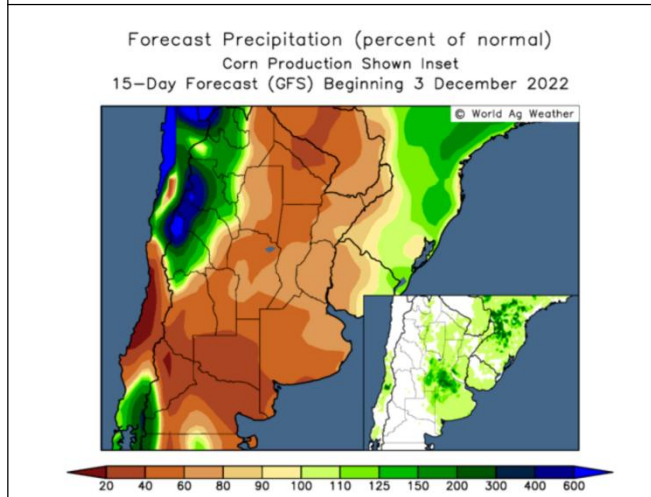 Forecast Precipitation (percent of normal)
Corn Production Shown Inset
15-Day Forecast (GFS) Beginning 3 December 2022
© World Ag Weather
20 40 60 80 90 100 110 125 150 200 300 400 600